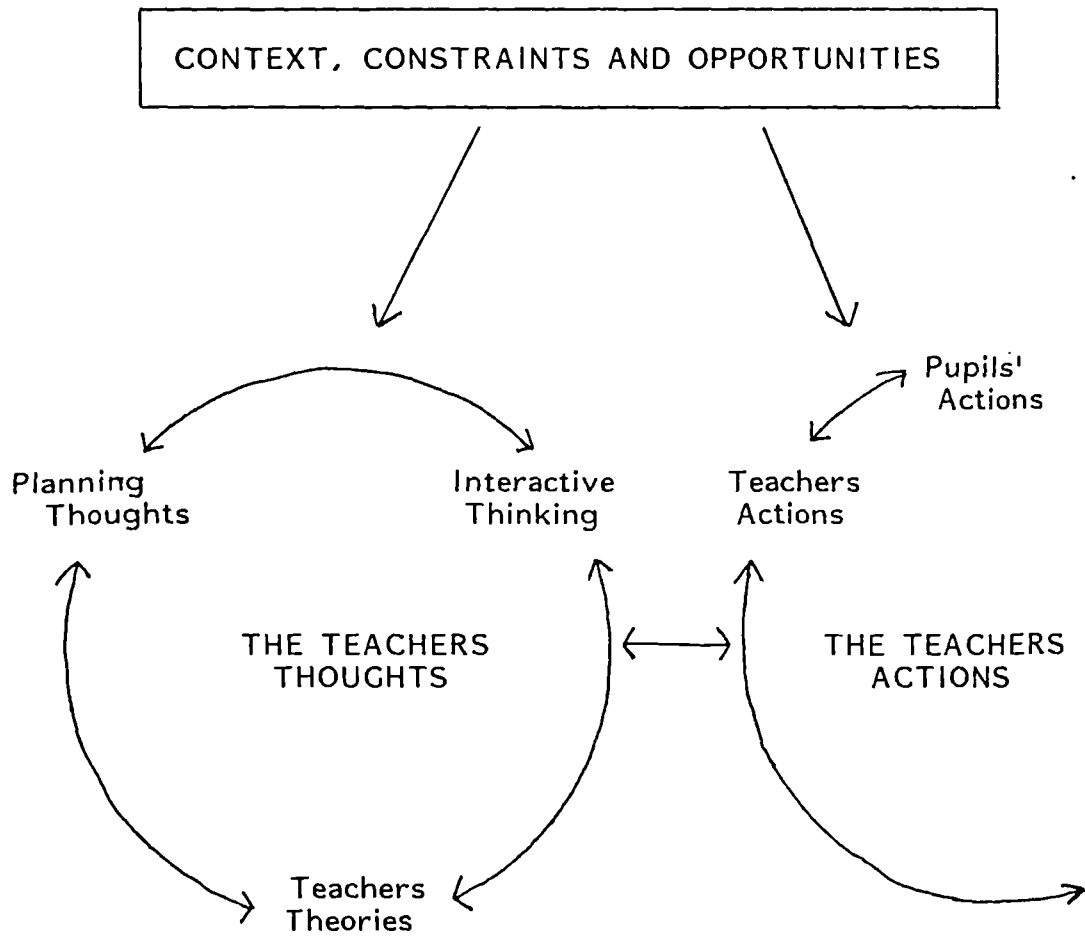 CONTEXT, CONSTRAINTS AND OPPORTUNITIES
Pupils'
Actions
Planning
Thoughts
Interactive
Thinking
Teachers
Actions
THE TEACHERS
THOUGHTS
THE TEACHERS
ACTIONS
Teachers
Theories